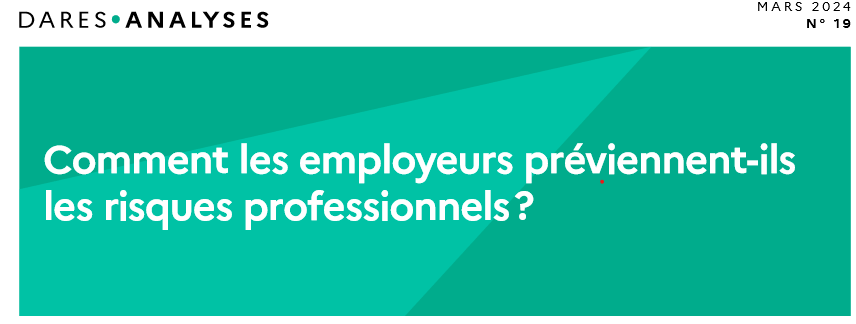 DARES•ANALYSES
MARS 2024
N° 19
Comment les employeurs préviennent-ils
les risques professionnels ?